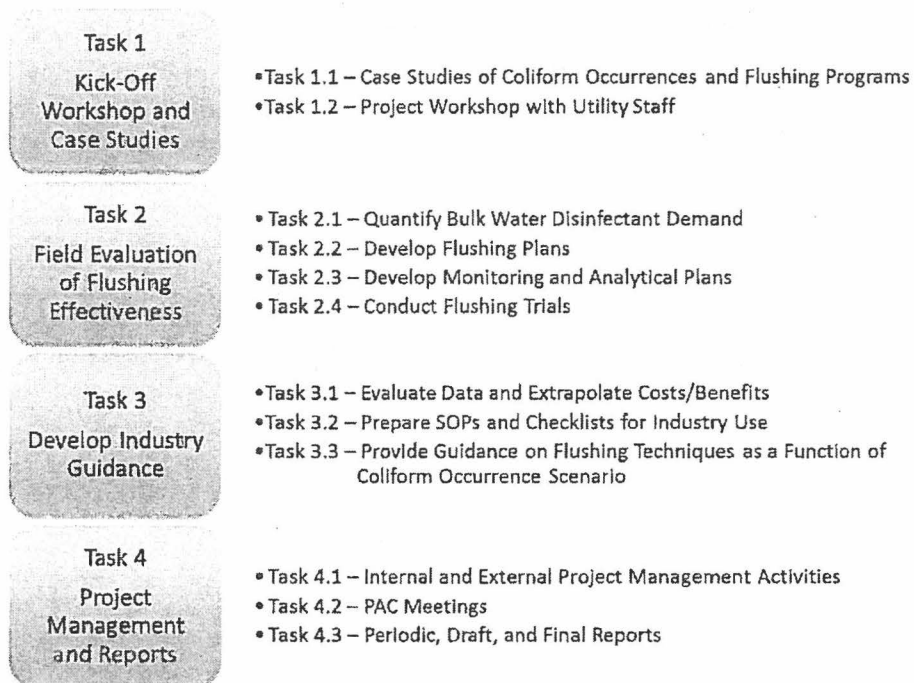 Task 1
Kick-Off
Workshop and
Case Studies
•Task 1.1 – Case Studies of Coliform Occurrences and Flushing Programs
•Task 1.2 – Project Workshop with Utility Staff
Task 2
Field Evaluation
of Flushing
Effectiveness
• Task 2.1 – Quantify Bulk Water Disinfectant Demand
• Task 2.2 – Develop Flushing Plans
• Task 2.3 – Develop Monitoring and Analytical Plans
• Task 2.4 – Conduct Flushing Trials
Task 3
Develop Industry
Guidance
•Task 3.1 – Evaluate Data and Extrapolate Costs/Benefits
•Task 3.2 – Prepare SOPs and Checklists for Industry Use
•Task 3.3 – Provide Guidance on Flushing Techniques as a Function of
Coliform Occurrence Scenario
Task 4
Project
Management
and Reports
• Task 4.1 – Internal and External Project Management Activities
• Task 4.2 – PAC Meetings
• Task 4.3 – Periodic, Draft, and Final Reports